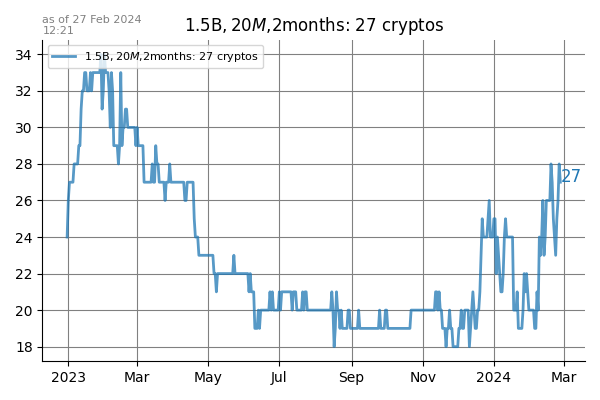 as of 27 Feb 2024
12:21
1.5B, 20M,2months: 27 cryptos
1.5B, 20M,2months: 27 cryptos
34
32
30
28
26
24
22
20
18
27
2023 Mar May Jul Sep Nov 2024 Mar